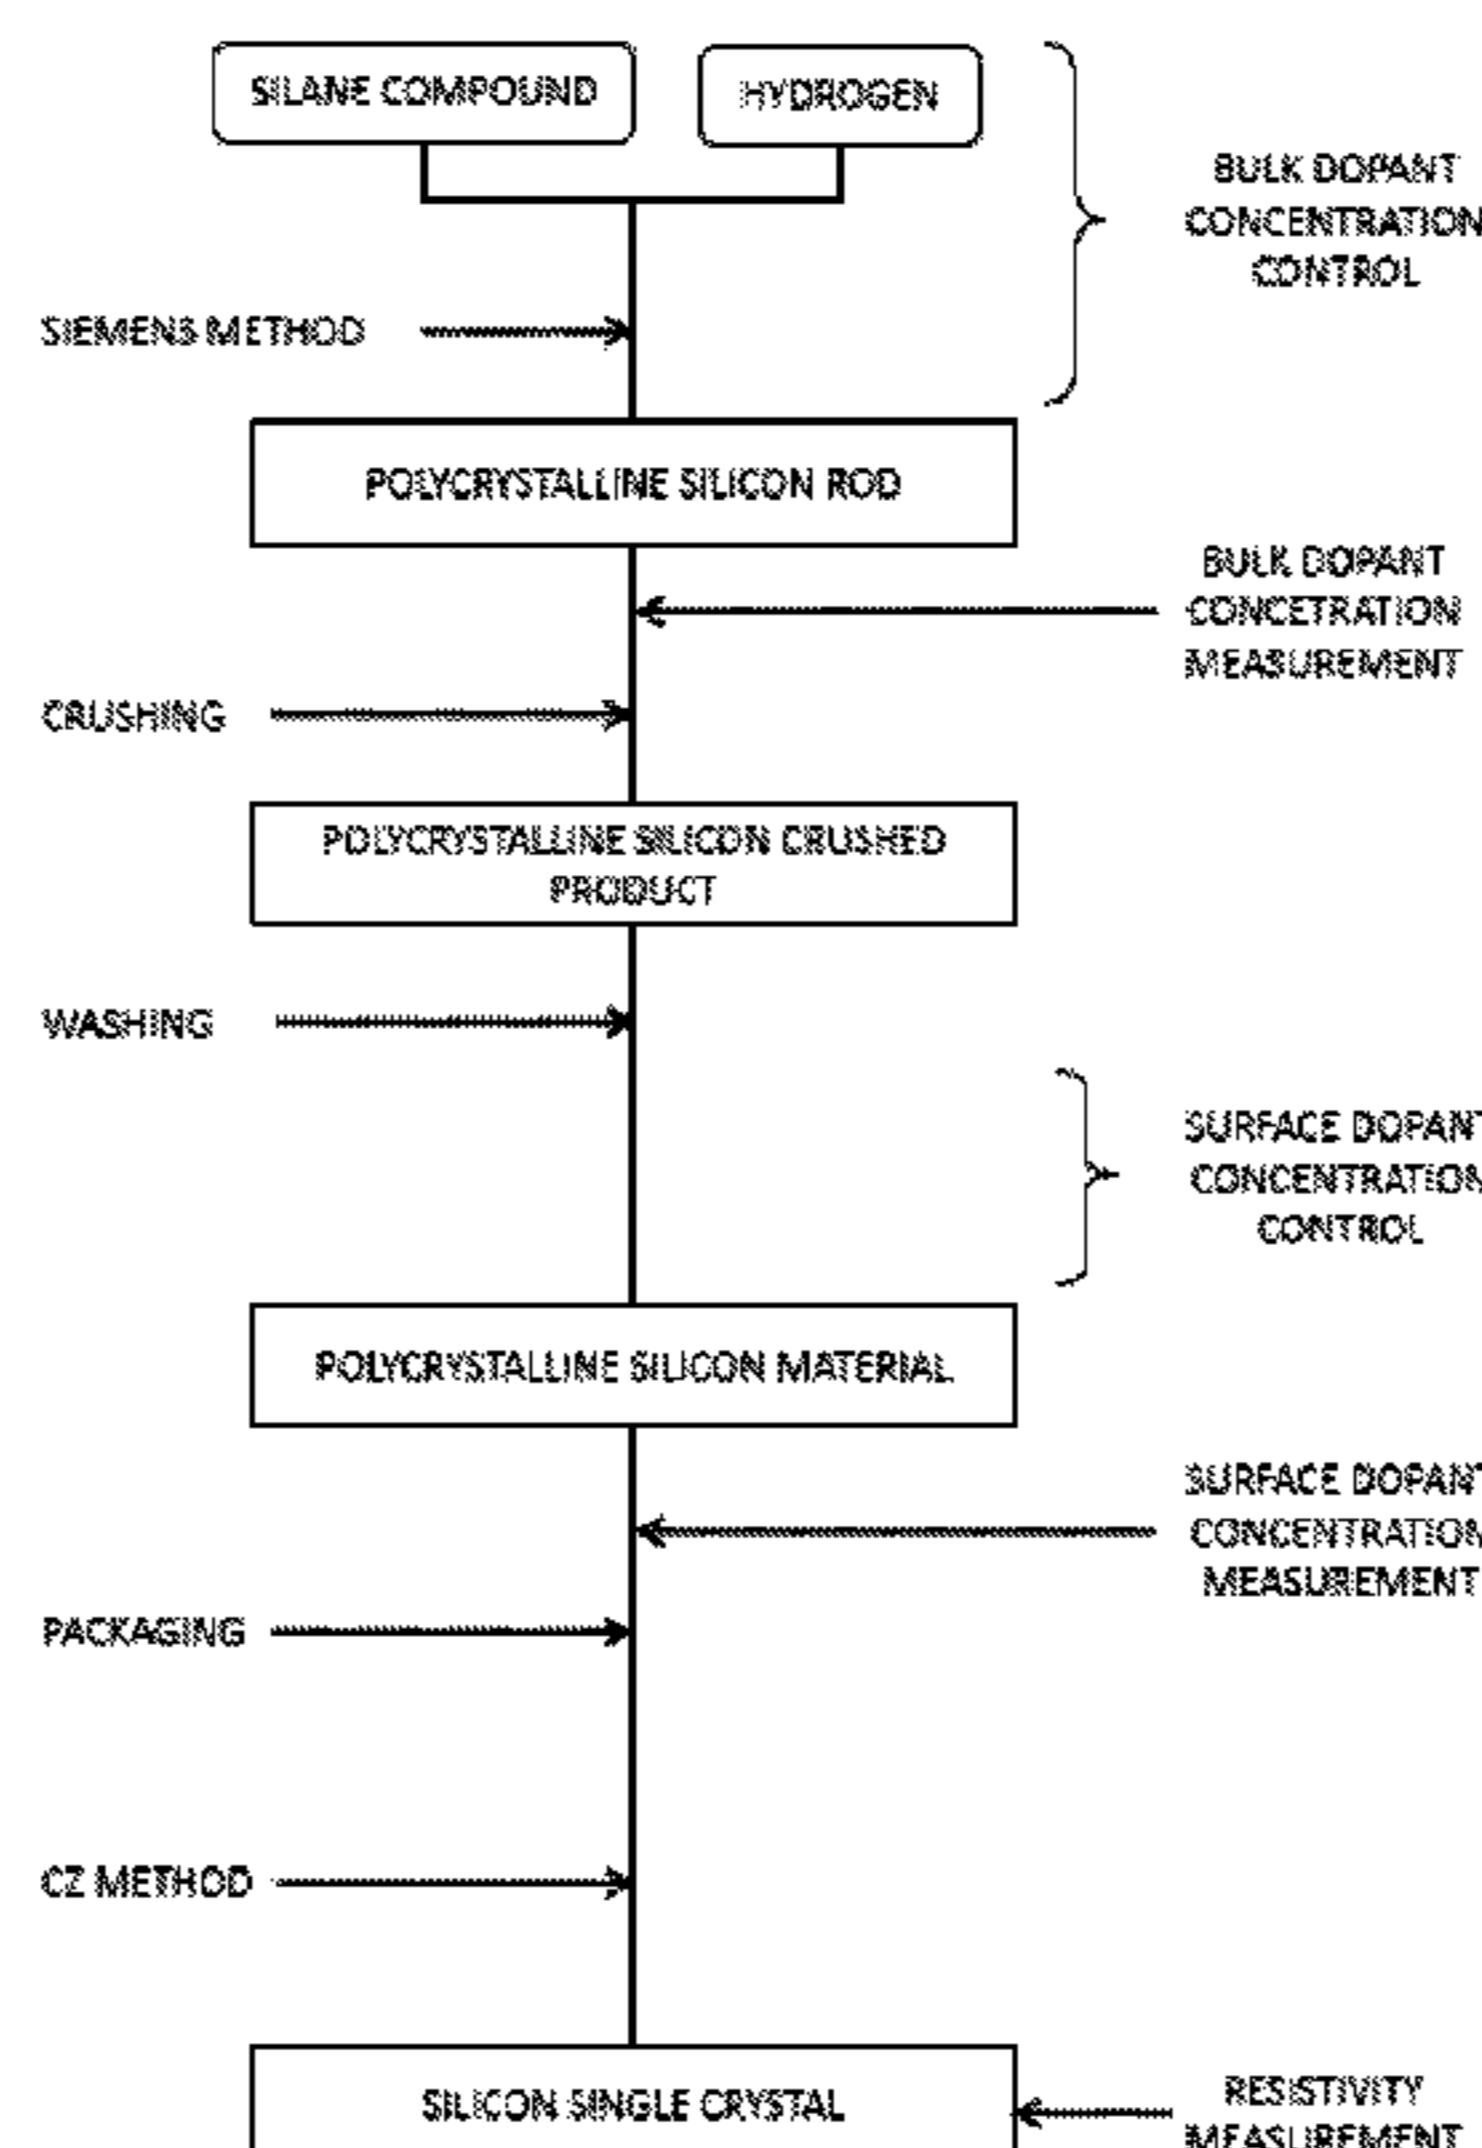 SILANE COMPOUND
HYDROGEN
BULK DOPANT
CONCENTRATION
CONTROL
SIEMENS METHOD
POLYCRYSTALLINE SILICON ROD
BULK DOPANT
CONCETRATION
MEASUREMENT
CRUSHING
POLYCRYSTALLINE SILICON CRUSHED
PRODUCT
WASHING
SURFACE DOPANT
CONCENTRATION
CONTROL
POLYCRYSTALLINE SILICON MATERIAL
SURFACE DOPANT
CONCENTRATION
MEASUREMENT
PACKAGING
CZ METHOD
SILICON SINGLE CRYSTAL
RESISTIVITY
MEASUREMENT